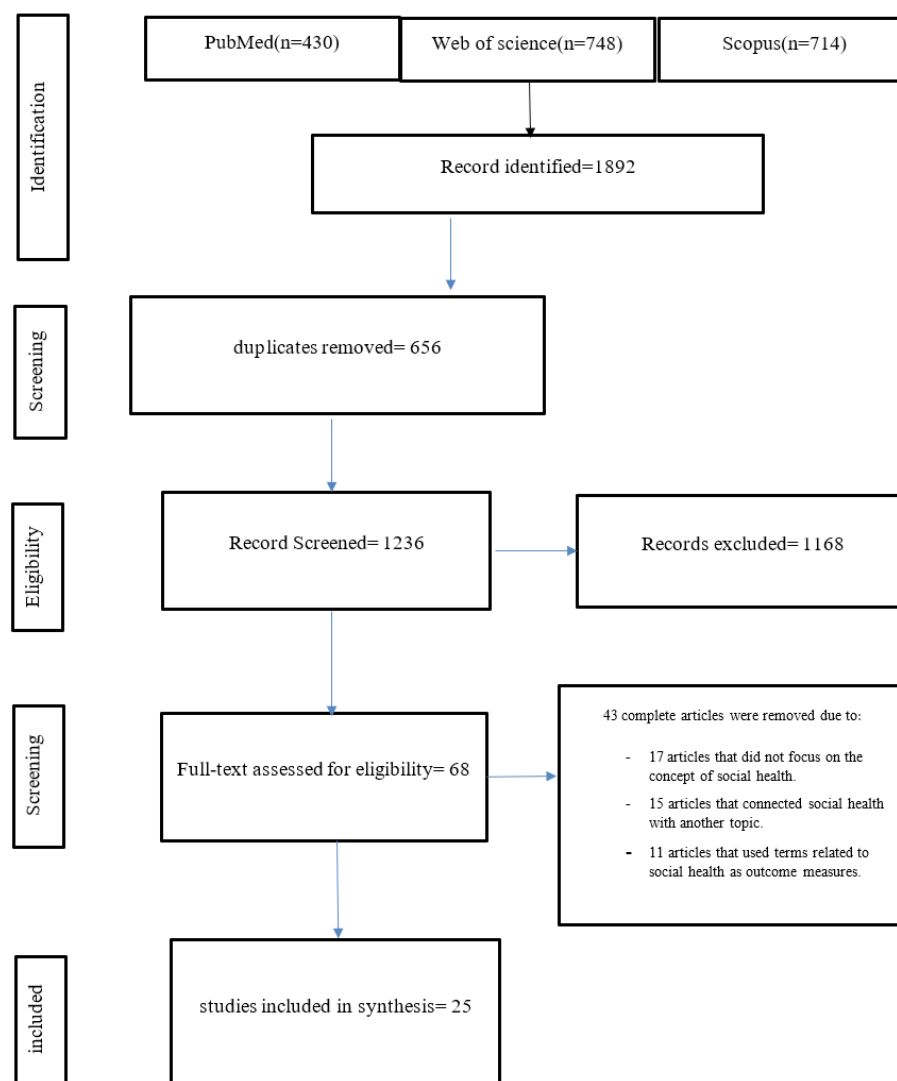 PubMed(n=430)
Web of science(n=748)
Scopus(n=714)
Identification
Record identified=1892
Screening
duplicates removed= 656
Eligibility
Record Screened= 1236
Records excluded= 1168
Screening
Full-text assessed for eligibility= 68
43 complete articles were removed due to:
- 17 articles that did not focus on the
concept of social health.
- 15 articles that connected social health
with another topic.
- 11 articles that used terms related to
social health as outcome measures.
included
studies included in synthesis= 25